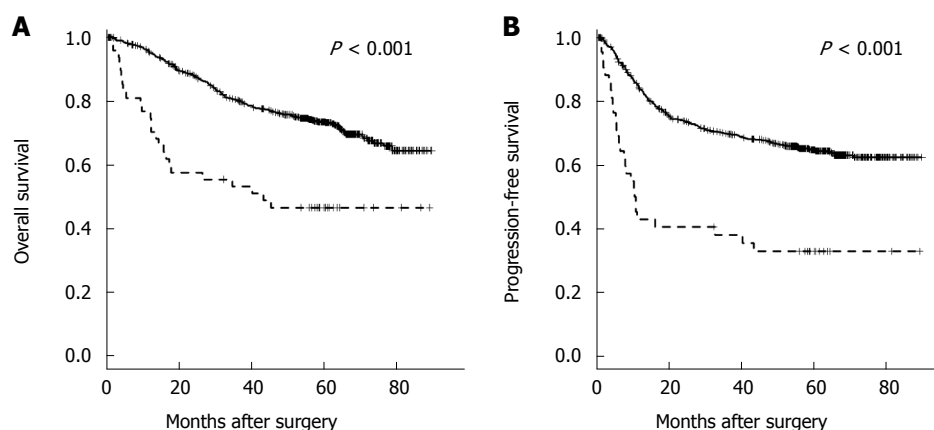 A
P < 0.001
1.0
0.8
0.6
0.4
0.2
0.0
Overall survival
0 20 40 60 80
Months after surgery
B
P < 0.001
1.0
0.8
0.6
0.4
0.2
0.0
Progression-free survival
0 20 40 60 80
Months after surgery